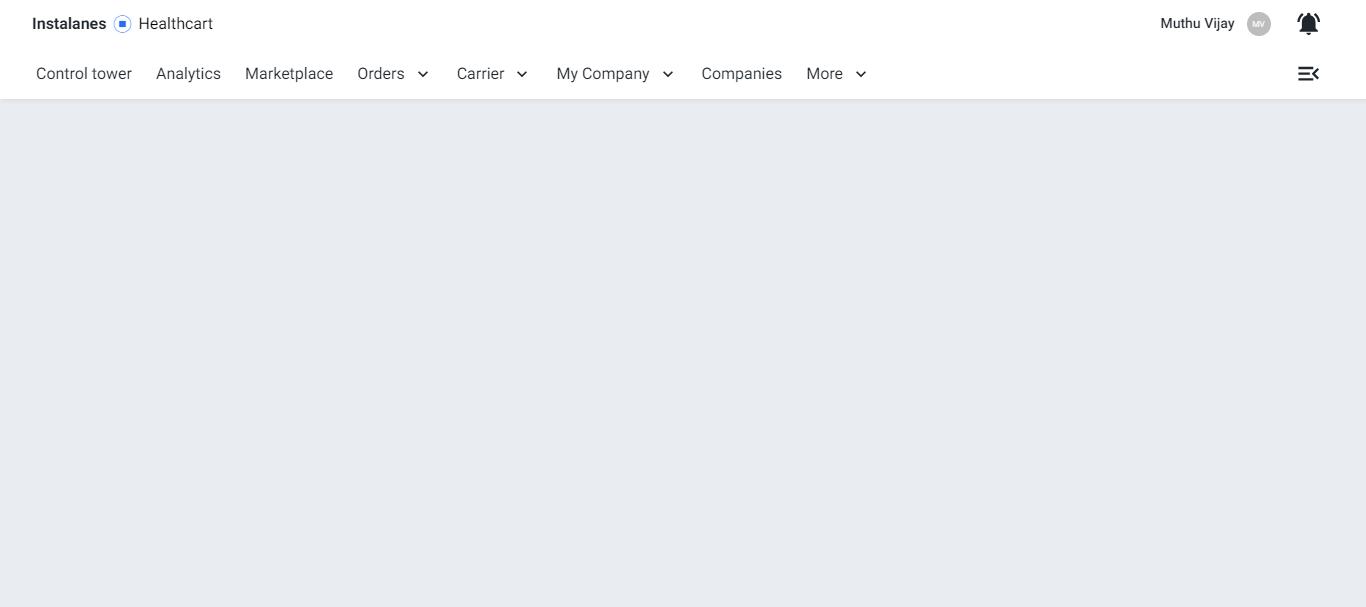 Instalanes Healthcart
Muthu Vijay MV
Control tower Analytics Marketplace Orders Carrier My Company Companies More